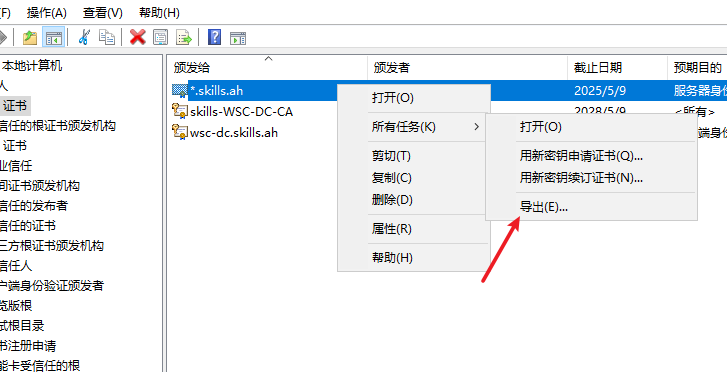 (F) 操作(A) 查看(V) 帮助(H)
本地计算机
人
证书
信任的根证书颁发机构
证书
业信任
间证书颁发机构
信任的发布者
信任的证书
三方根证书颁发机构
信任人
户端身份验证颁发者
览版根
试根目录
书注册申请
能卡受信任的根
颁发给 颁发者 截止日期 预期目的
*.skills.ah 2025/5/9 服务器身份
skills-WSC-DC-CA 2028/5/9 <所有>
wsc-dc.skills.ah
打开(O)
所有任务(K)
剪切(T)
复制(C)
删除(D)
属性(R)
帮助(H)
打开(O)
用新密钥申请证书(Q)...
用新密钥续订证书(N)...
导出(E)...